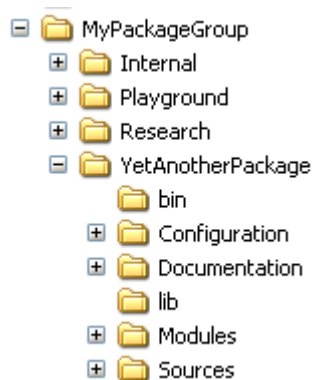 MyPackageGroup
Internal
Playground
Research
YetAnotherPackage
bin
Configuration
Documentation
lib
Modules
Sources